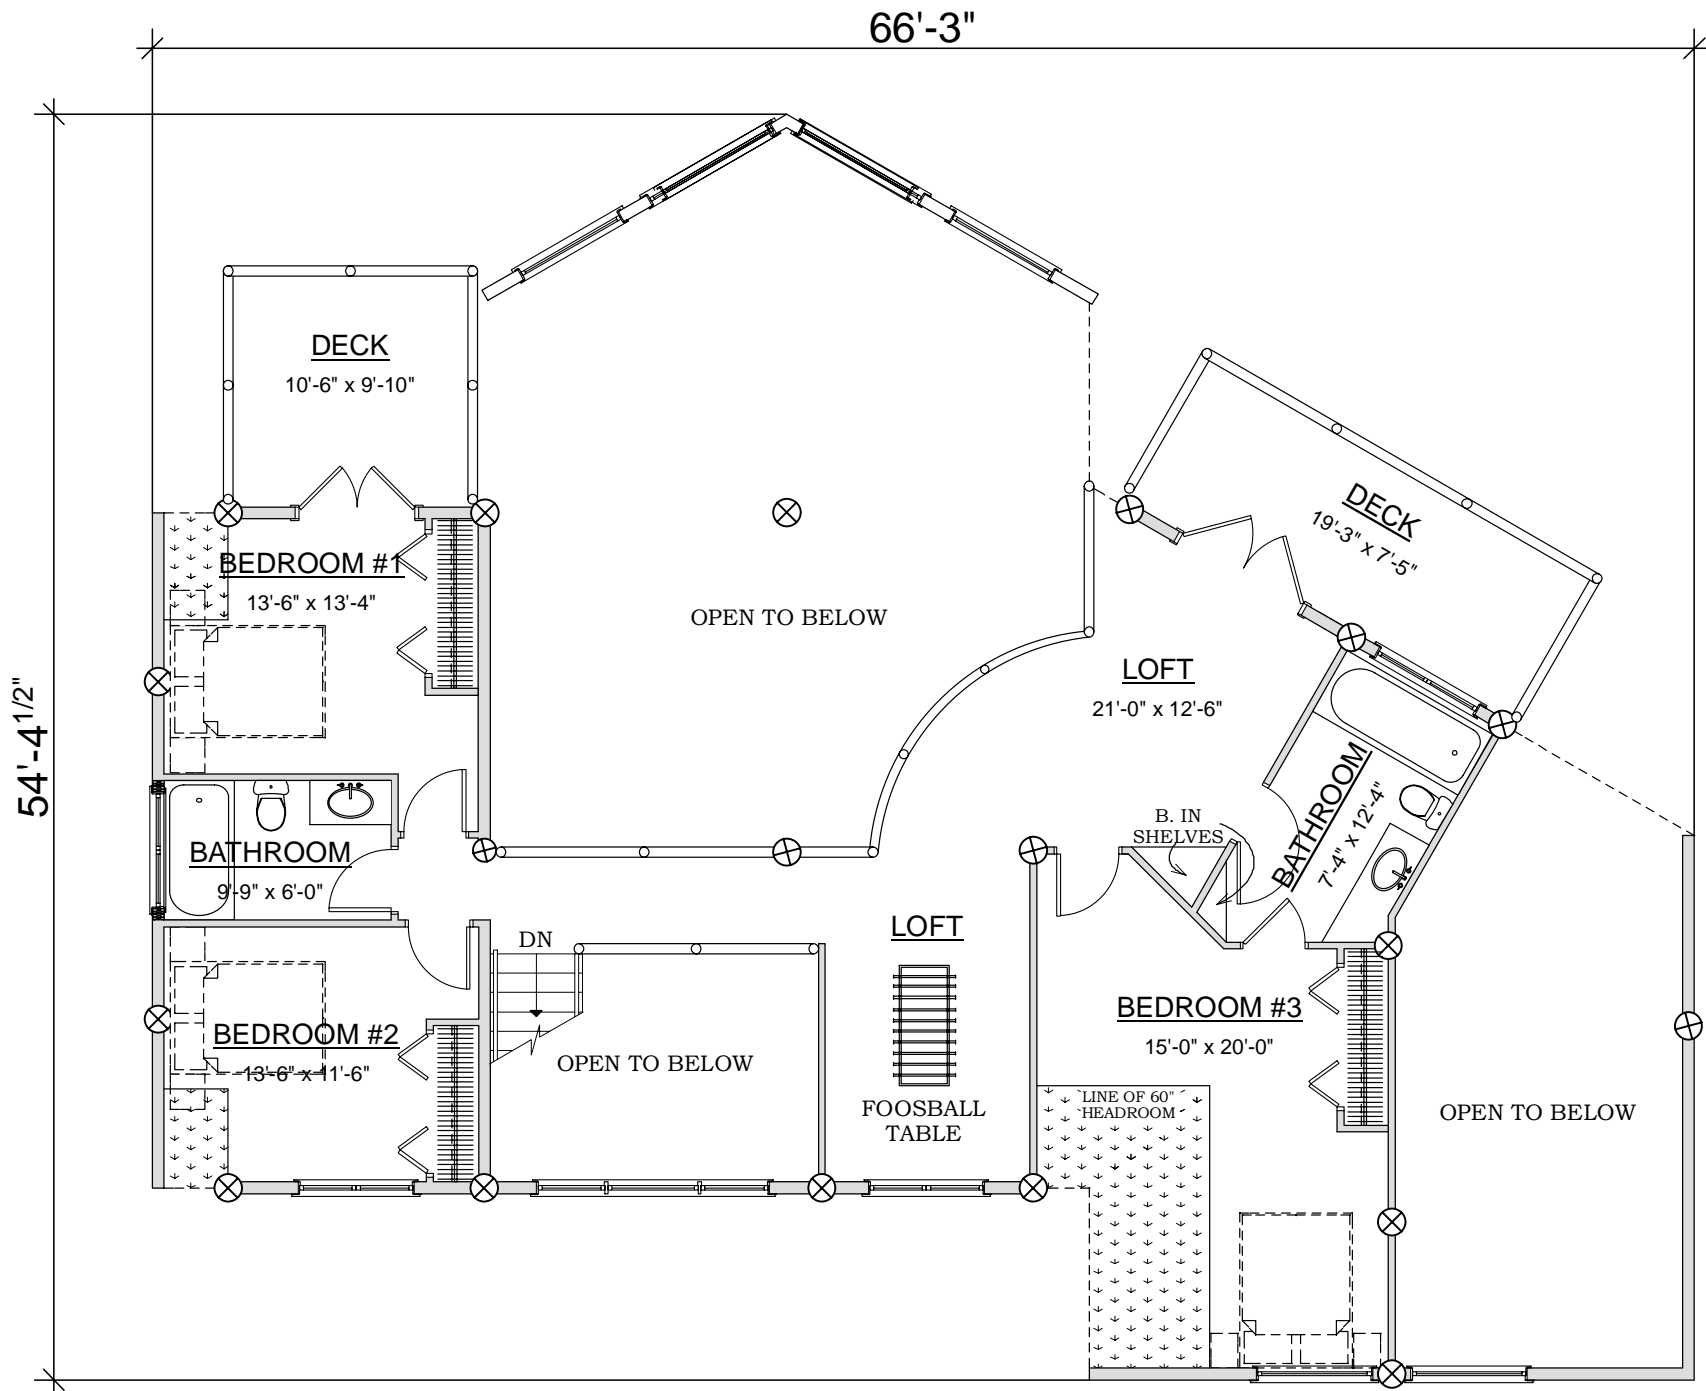 66'-3"
54'-4 1/2"
DECK
10'-6" x 9'-10"
DECK
19'-3" x 7'-5"
BEDROOM #1
13'-6" x 13'-4"
OPEN TO BELOW
LOFT
21'-0" x 12'-6"
B. IN
SHELVES
BATHROOM
7'-4" x 12'-4"
BATHROOM
9'-9" x 6'-0"
DN
LOFT
BEDROOM #2
13'-6" x 11'-6"
OPEN TO BELOW
FOOSBALL
TABLE
BEDROOM #3
15'-0" x 20'-0"
LINE OF 60"
HEADROOM
OPEN TO BELOW